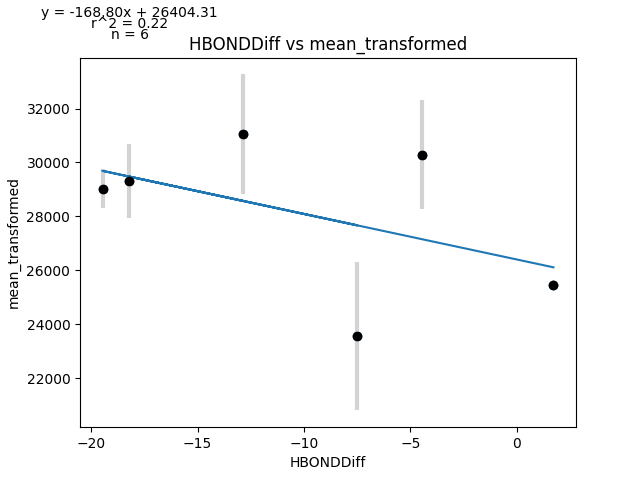 y = -168.80x + 26404.31
r^2 = 0.22
n = 6
HBONDDiff vs mean_transformed
32000
30000
28000
26000
24000
22000
mean_transformed
−20
−15
−10
−5
0
HBONDDiff